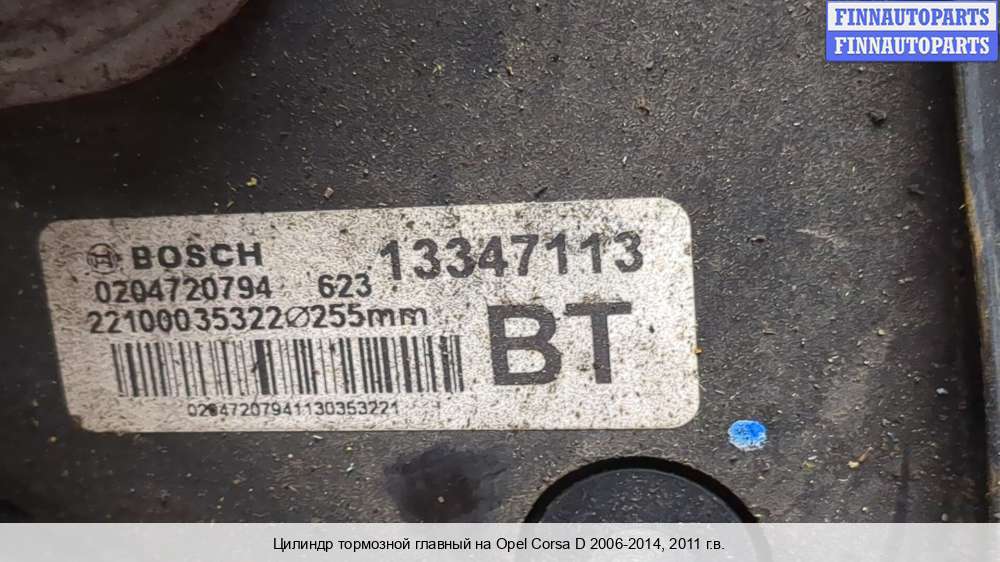 FINNAUTOPARTS
FINNAUTOPARTS
BOSCH 13347113
0204720794 623
22100035322⌀255mm
BT
02047207941130353221
Цилиндр тормозной главный на Opel Corsa D 2006-2014, 2011 г.в.